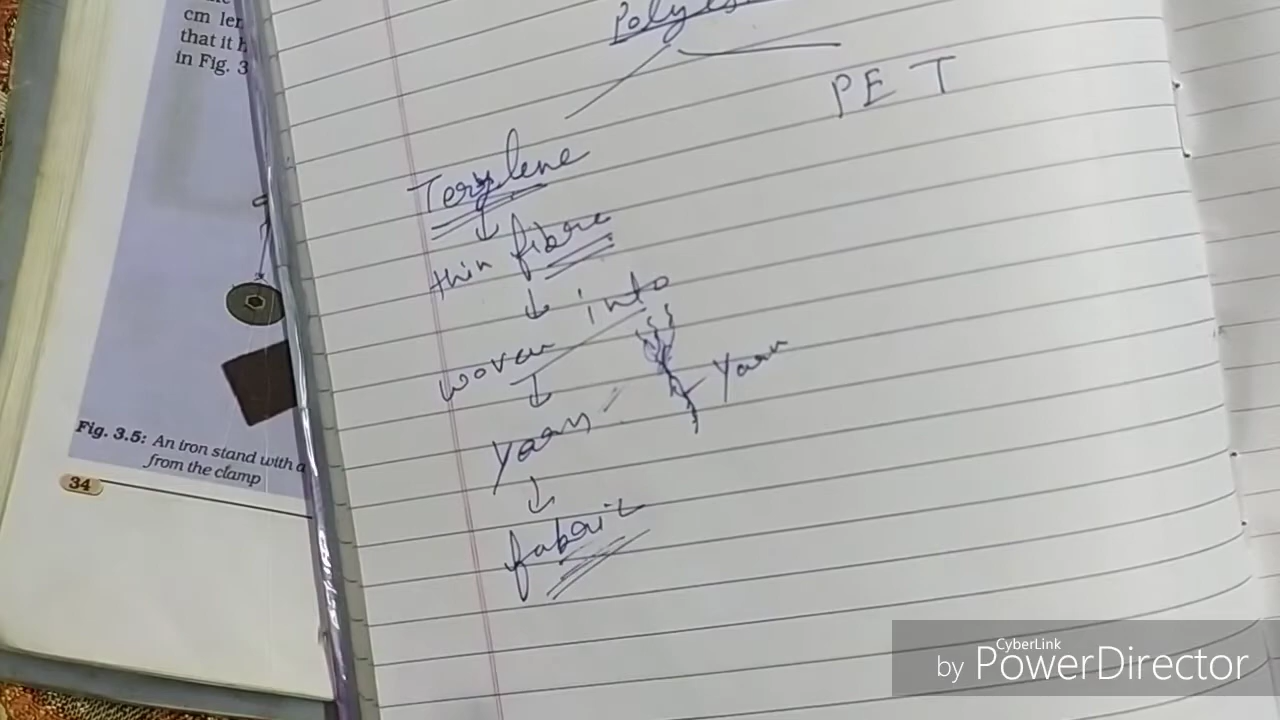 cm len
that it h
in Fig. 3
Fig. 3.5: An iron stand with a
from the clamp
34
PET
Terylene
↓
thin fibre
↓
woven into
↓
Yarn
Yarn
↓
fabric
CyberLink
by PowerDirector